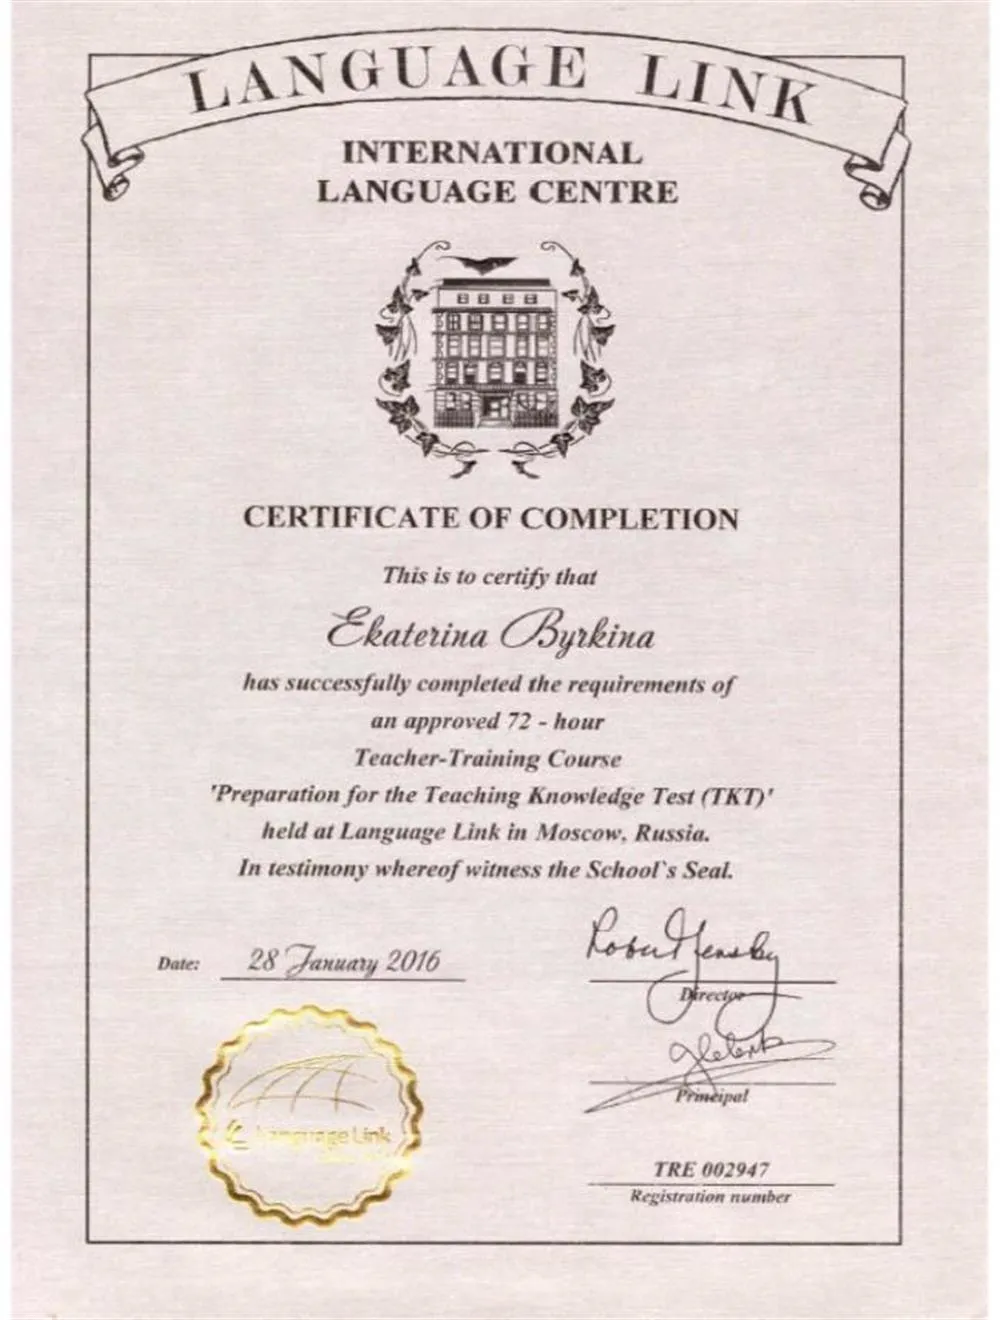 LANGUAGE LINK
INTERNATIONAL
LANGUAGE CENTRE
CERTIFICATE OF COMPLETION
This is to certify that
Ekaterina Byrkina
has successfully completed the requirements of
an approved 72 - hour
Teacher-Training Course
'Preparation for the Teaching Knowledge Test (TKT)'
held at Language Link in Moscow, Russia.
In testimony whereof witness the School`s Seal.
Date: 28 January 2016
Director
Principal
Language Link
TRE 002947
Registration number